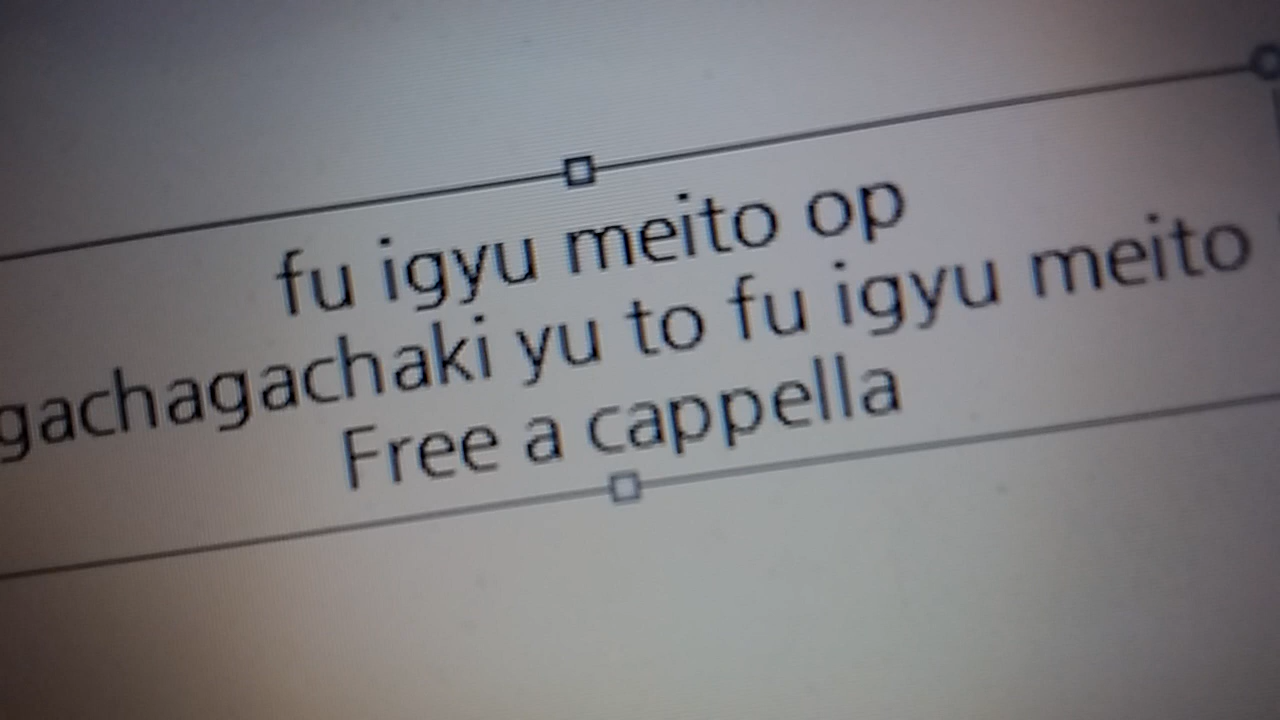 fu igyu meito op
gachagachaki yu to fu igyu meito
Free a cappella